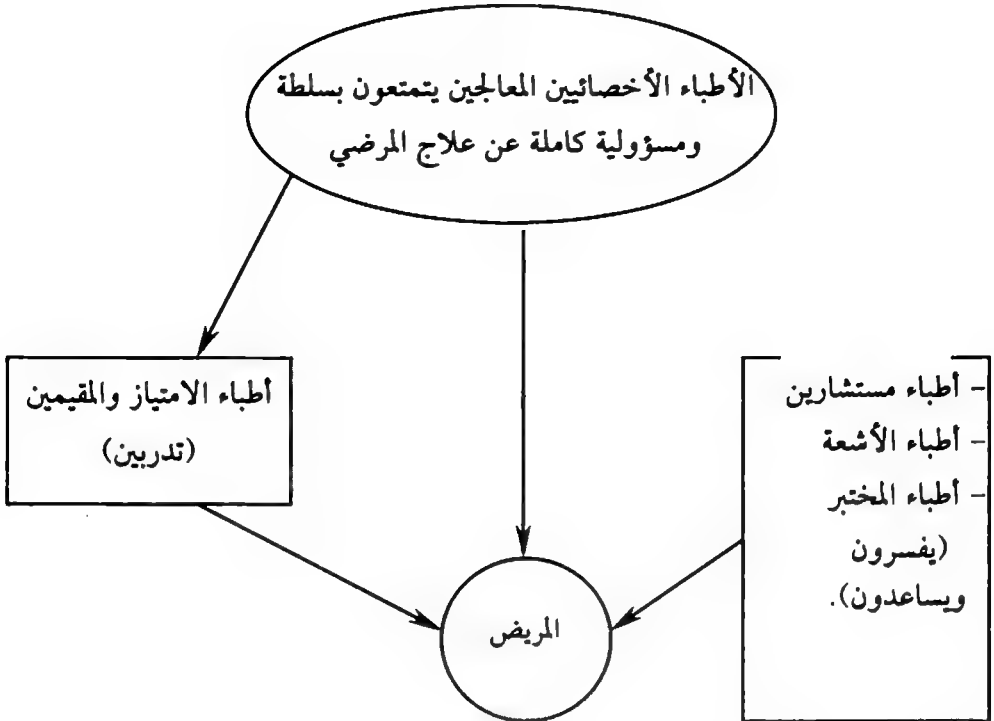 الأطباء الأخصائيين المعالجين يتمتعون بسلطة
ومسؤولية كاملة عن علاج المرضي
أطباء الامتياز والمقيمين
(تدربين)
- أطباء مستشارين
- أطباء الأشعة
- أطباء المختبر
(يفسرون
ويساعدون).
المريض